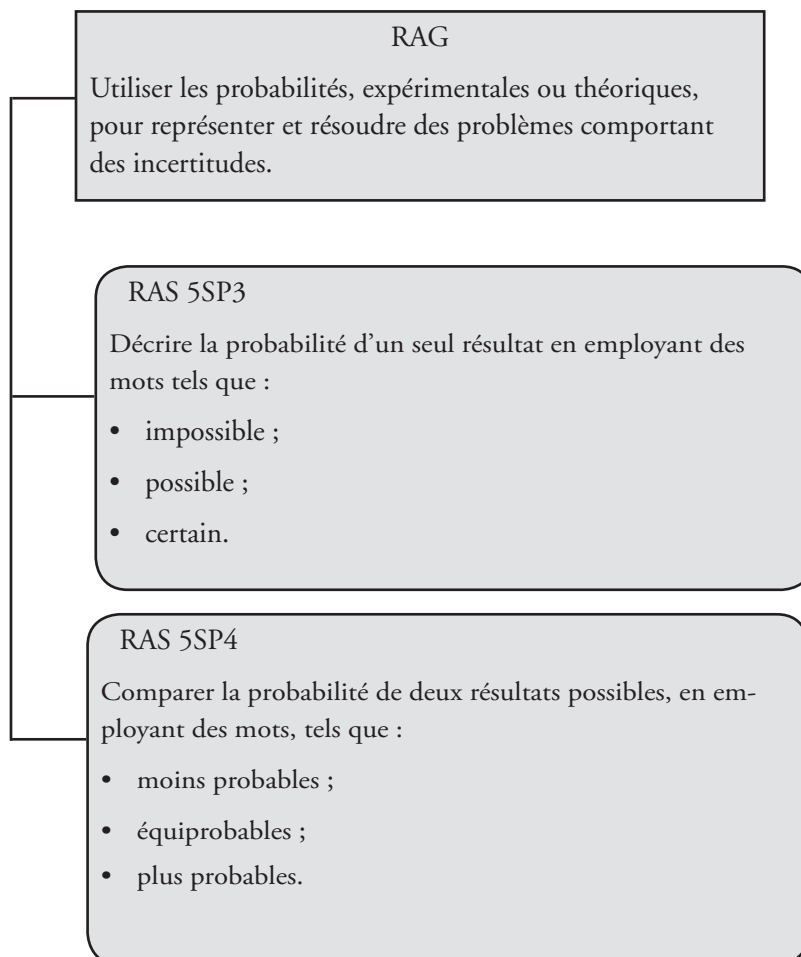 RAG
Utiliser les probabilités, expérimentales ou théoriques,
pour représenter et résoudre des problèmes comportant
des incertitudes.
RAS 5SP3
Décrire la probabilité d’un seul résultat en employant des
mots tels que :
• impossible ;
• possible ;
• certain.
RAS 5SP4
Comparer la probabilité de deux résultats possibles, en em-
ployant des mots, tels que :
• moins probables ;
• équiprobables ;
• plus probables.